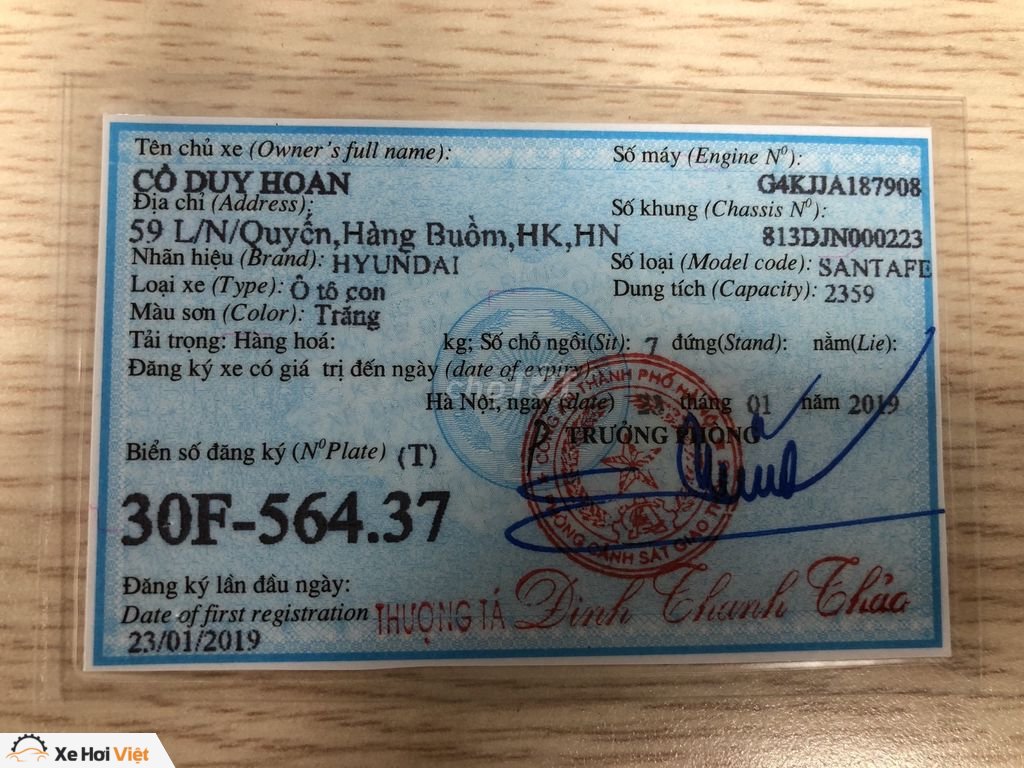 Tên chủ xe (Owner's full name):
CÔ DUY HOAN
Địa chỉ (Address):
59 L/N/Quyến,Hàng Buồm,HK,HN
Nhãn hiệu (Brand): HYUNDAI
Loại xe (Type): Ô tô con
Màu sơn (Color): Trắng
Số máy (Engine Nº):
G4KJJA187908
Số khung (Chassis Nº):
813DJN000223
Số loại (Model code): SANTAFE
Dung tích (Capacity): 2359
Tải trọng: Hàng hoá: kg; Số chỗ ngồi(Sit): 7 đứng(Stand): nằm(Lie):
Đăng ký xe có giá trị đến ngày (date of expiry)
Hà Nội, ngày (date) 23 tháng 01 năm 2019
P TRƯỞNG PHÒNG
Biển số đăng ký (NºPlate) (T)
30F-564.37
Đăng ký lần đầu ngày:
Date of first registration
23/01/2019
THƯỢNG TÁ Đinh Thanh Thảo
Xe Hơi Việt